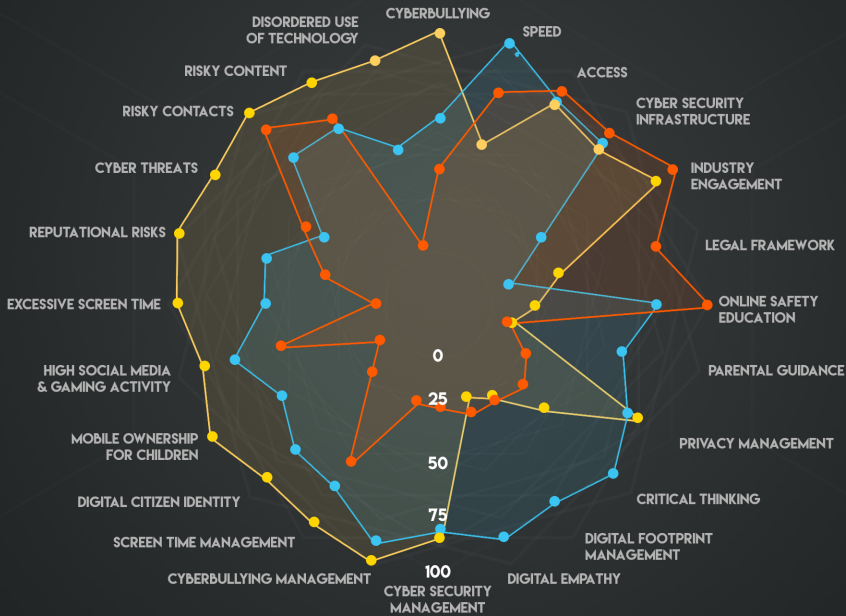 CYBERBULLYING
SPEED
ACCESS
CYBER SECURITY
INFRASTRUCTURE
INDUSTRY
ENGAGEMENT
LEGAL FRAMEWORK
ONLINE SAFETY
EDUCATION
PARENTAL GUIDANCE
PRIVACY MANAGEMENT
CRITICAL THINKING
DIGITAL FOOTPRINT
MANAGEMENT
DIGITAL EMPATHY
CYBER SECURITY
MANAGEMENT
CYBERBULLYING MANAGEMENT
SCREEN TIME MANAGEMENT
DIGITAL CITIZEN IDENTITY
MOBILE OWNERSHIP
FOR CHILDREN
HIGH SOCIAL MEDIA
& GAMING ACTIVITY
EXCESSIVE SCREEN TIME
REPUTATIONAL RISKS
CYBER THREATS
RISKY CONTACTS
RISKY CONTENT
DISORDERED USE
OF TECHNOLOGY
0
25
50
75
100